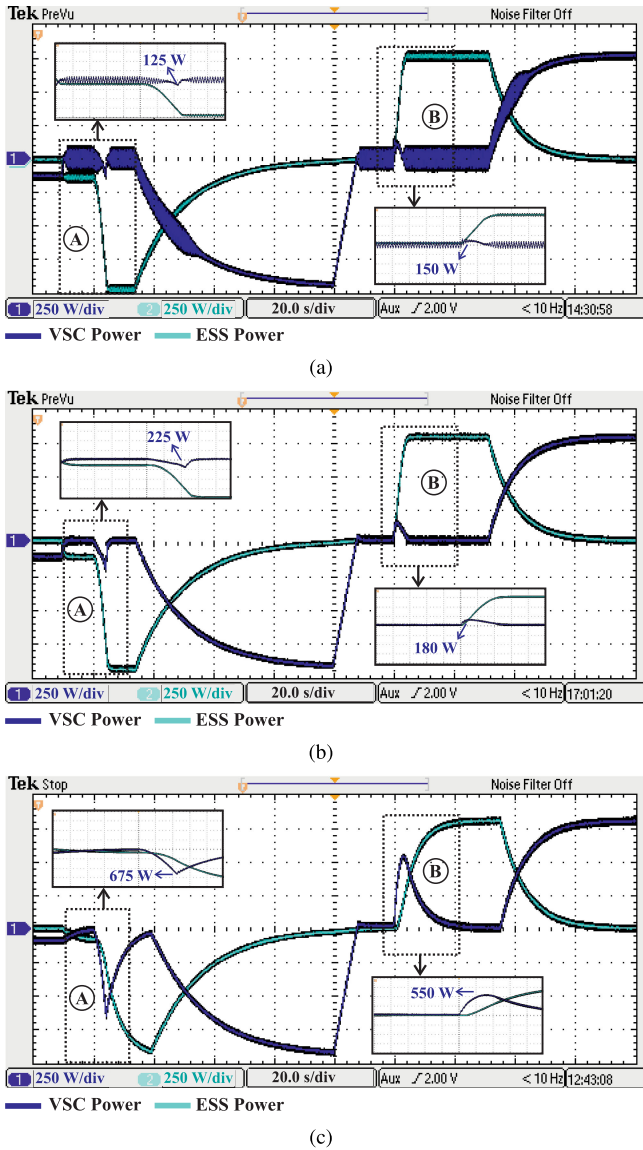 Tek PreVu Noise Filter Off
T
T
125 W
B
1
A
150 W
1 250 W/div 2 250 W/div 20.0 s/div Aux 2.00 V < 10 Hz 14:30:58
VSC Power ESS Power
(a)
Tek PreVu Noise Filter Off
T
T
225 W
B
1
A
180 W
1 250 W/div 2 250 W/div 20.0 s/div Aux 2.00 V < 10 Hz 17:01:20
VSC Power ESS Power
(b)
Tek Stop Noise Filter Off
T
T
675 W
B
1
A
550 W
1 250 W/div 2 250 W/div 20.0 s/div Aux 2.00 V < 10 Hz 12:43:08
VSC Power ESS Power
(c)